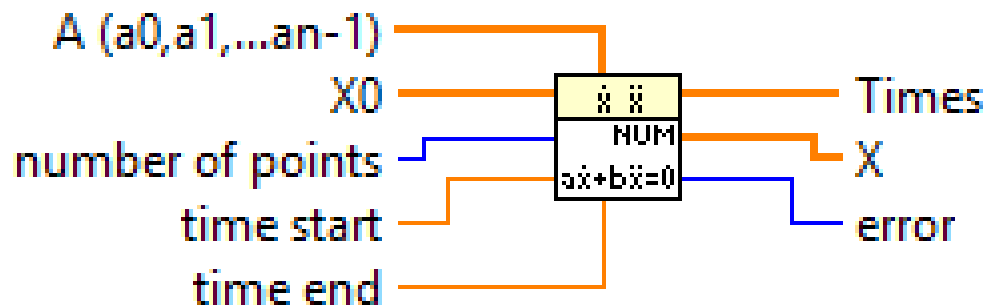 A (a0,a1,...an-1)
X0
number of points
time start
time end
ẋ ẍ
NUM
aẋ+bẍ=0
Times
X
error